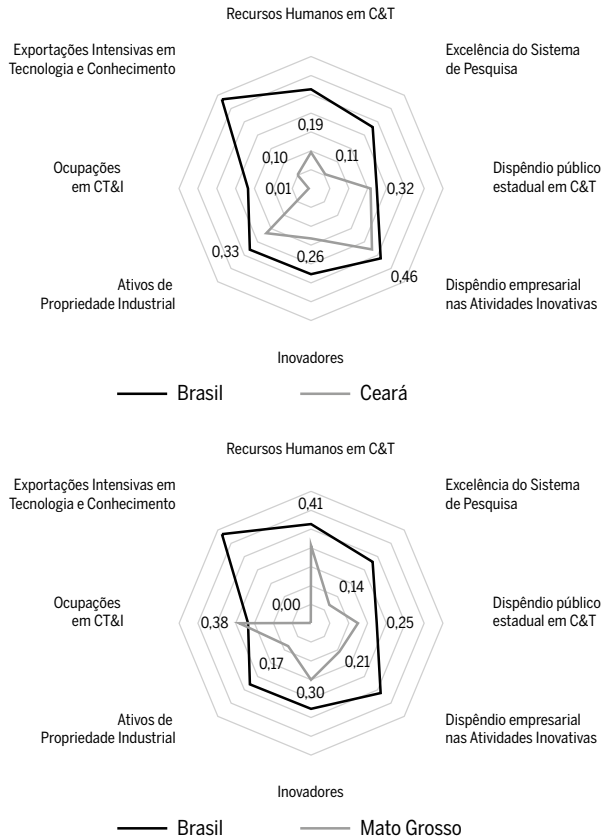 Recursos Humanos em C&T
Exportações Intensivas em
Tecnologia e Conhecimento
Excelência do Sistema
de Pesquisa
0,19
0,10
0,11
Ocupações
em CT&I
0,01
0,32
Dispêndio público
estadual em C&T
0,33
0,26
0,46
Ativos de
Propriedade Industrial
Dispêndio empresarial
nas Atividades Inovativas
Inovadores
Brasil
Ceará
Recursos Humanos em C&T
Exportações Intensivas em
Tecnologia e Conhecimento
Excelência do Sistema
de Pesquisa
0,41
0,00
0,14
Ocupações
em CT&I
0,38
0,25
Dispêndio público
estadual em C&T
0,17
0,21
0,30
Ativos de
Propriedade Industrial
Dispêndio empresarial
nas Atividades Inovativas
Inovadores
Brasil
Mato Grosso